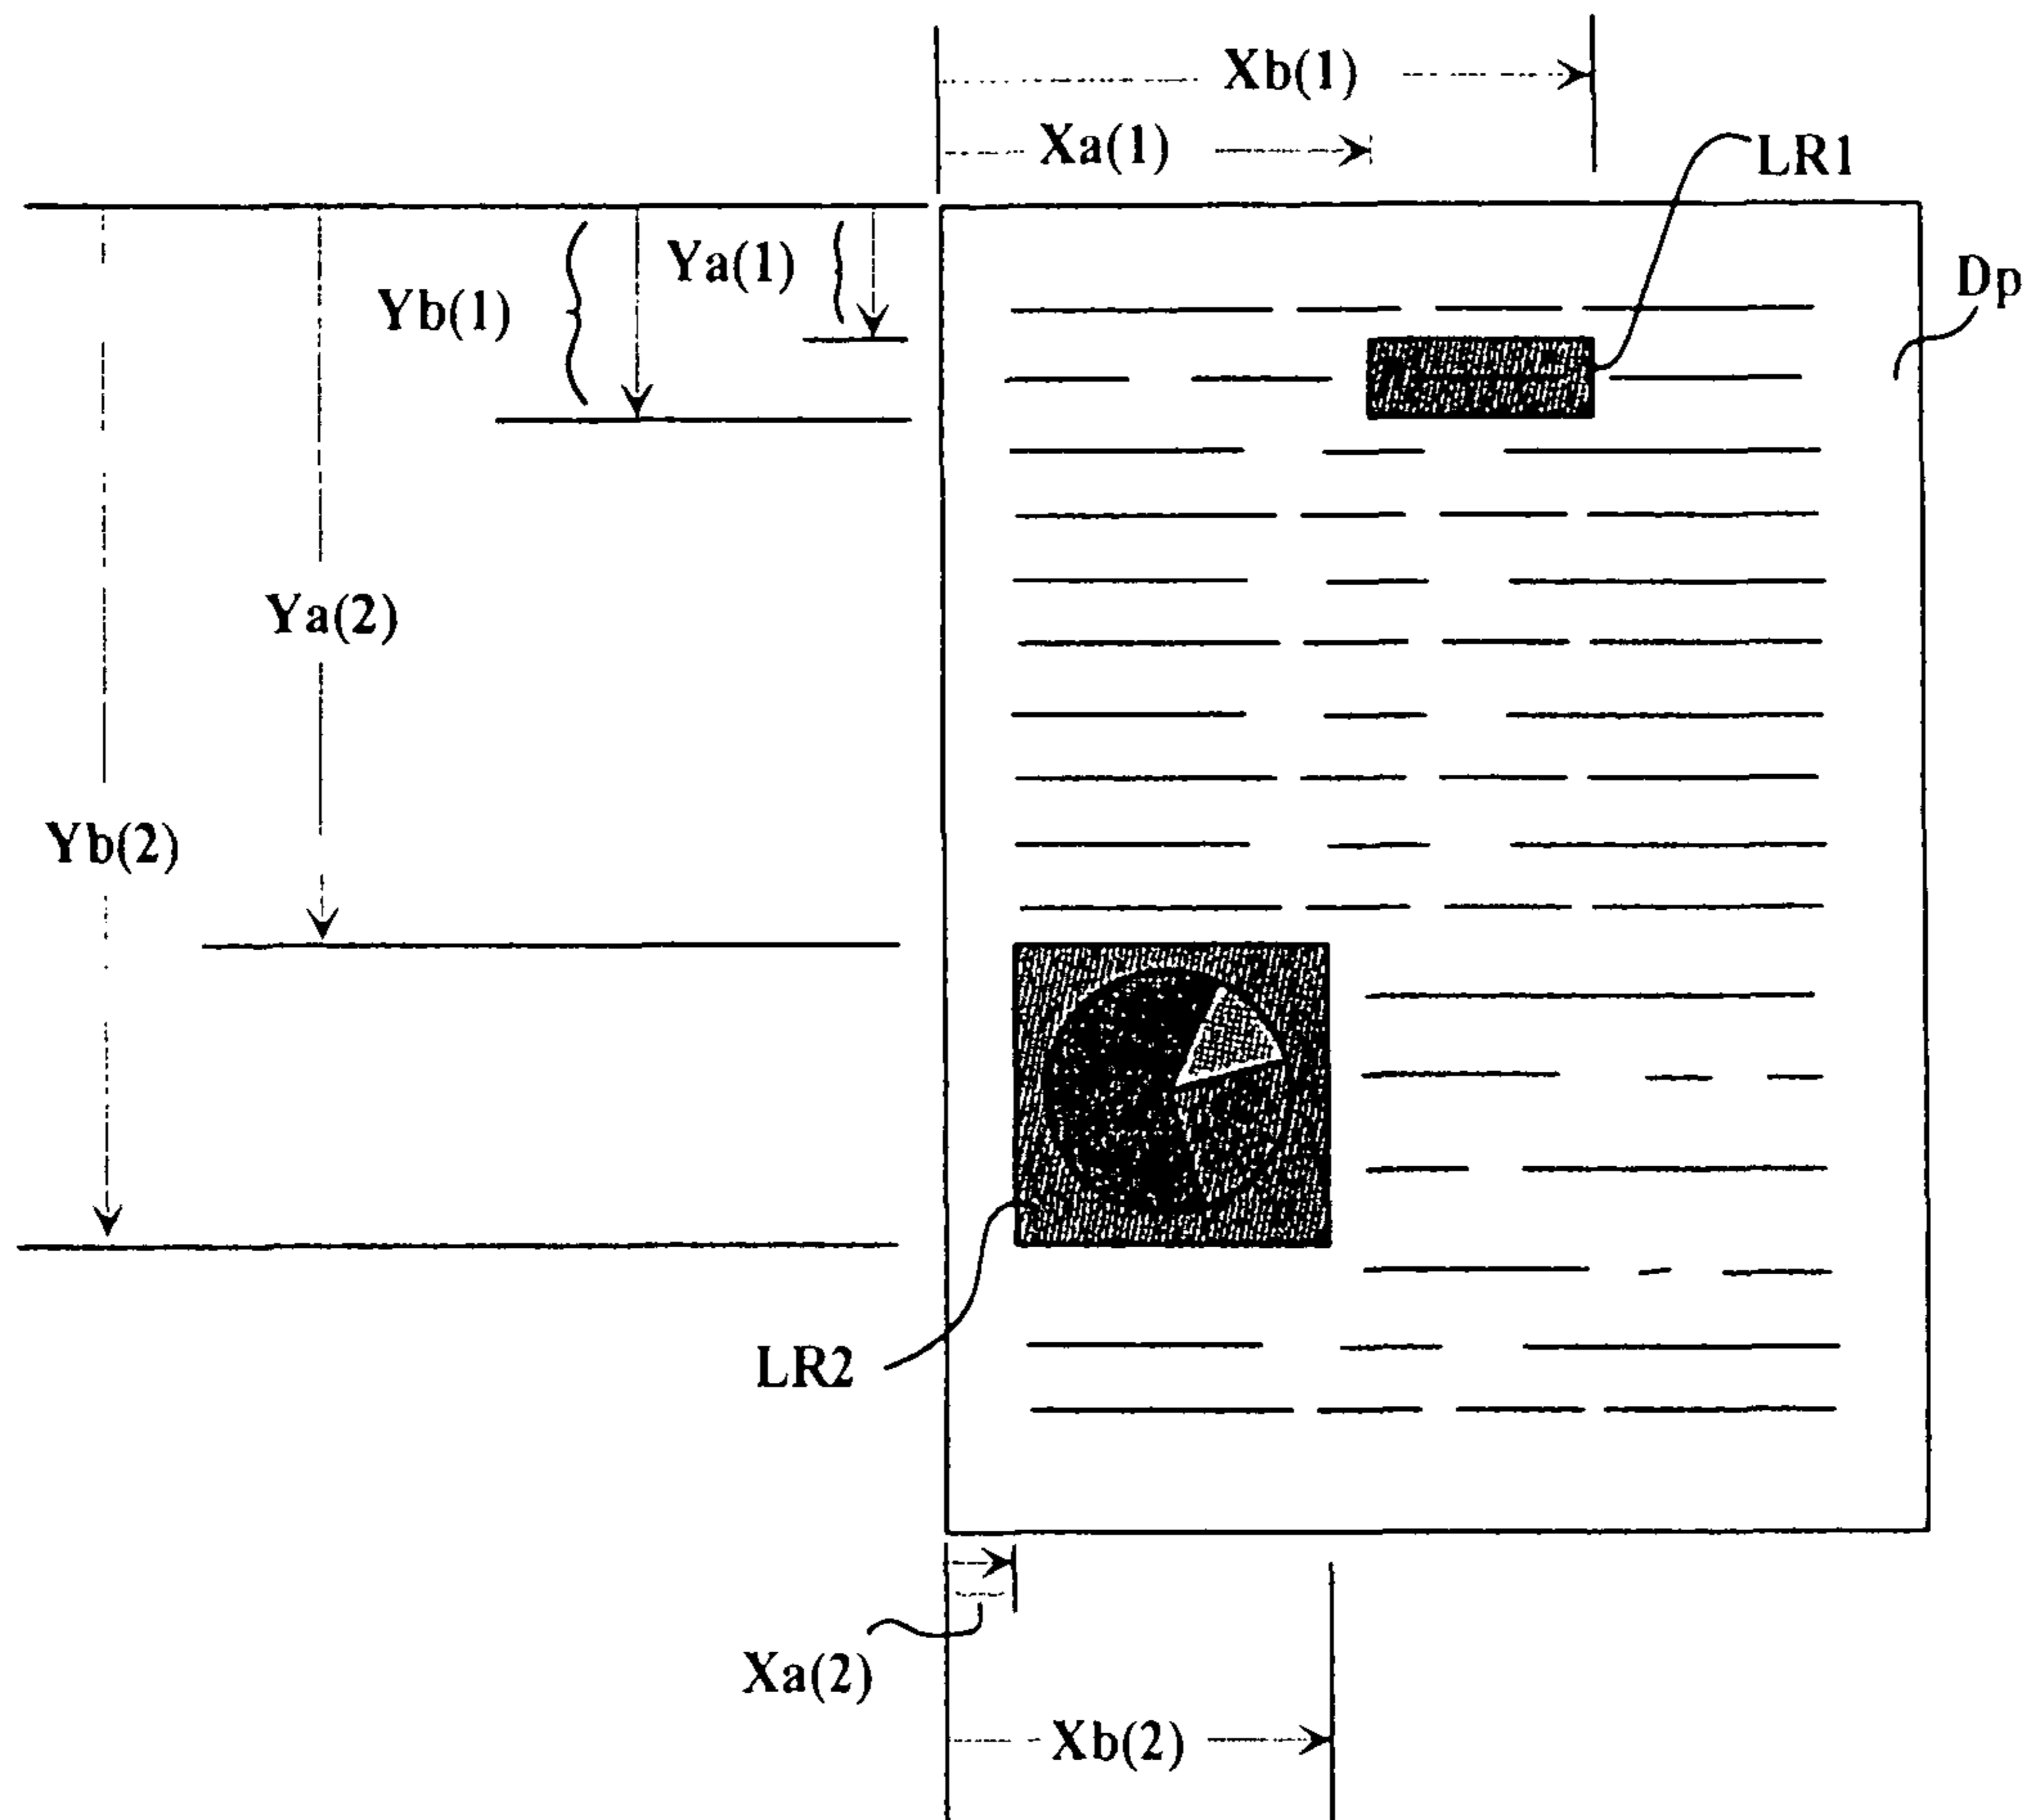 Xb(1)
Xa(1)
LR1
Ya(1)
Dp
Yb(1)
Ya(2)
Yb(2)
LR2
Xa(2)
Xb(2)